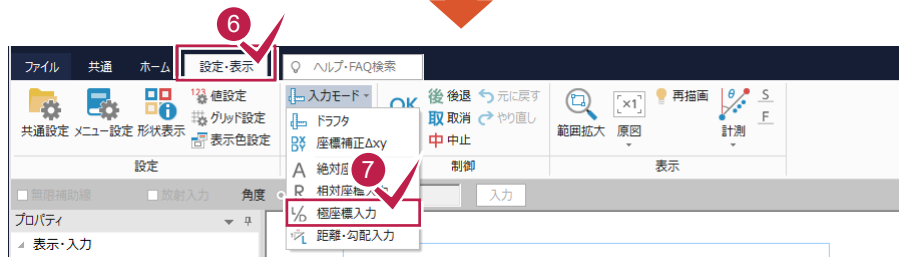 6
ファイル 共通 ホーム 設定・表示 ヘルプ・FAQ検索
共通設定 メニュー設定 形状表示 123 値設定 グリッド設定 表示色設定
設定
入力モード OK 後 後退 元に戻す
取 取消 やり直し
中 中止
制御
範囲拡大 [×1] 原図 再描画 θ 計測 S F
表示
ドラフタ
座標補正Δxy
A 絶対座
7
R 相対座標入力
L/θ 極座標入力
距離・勾配入力
無限補助線 放射入力 角度 入力
プロパティ
表示・入力